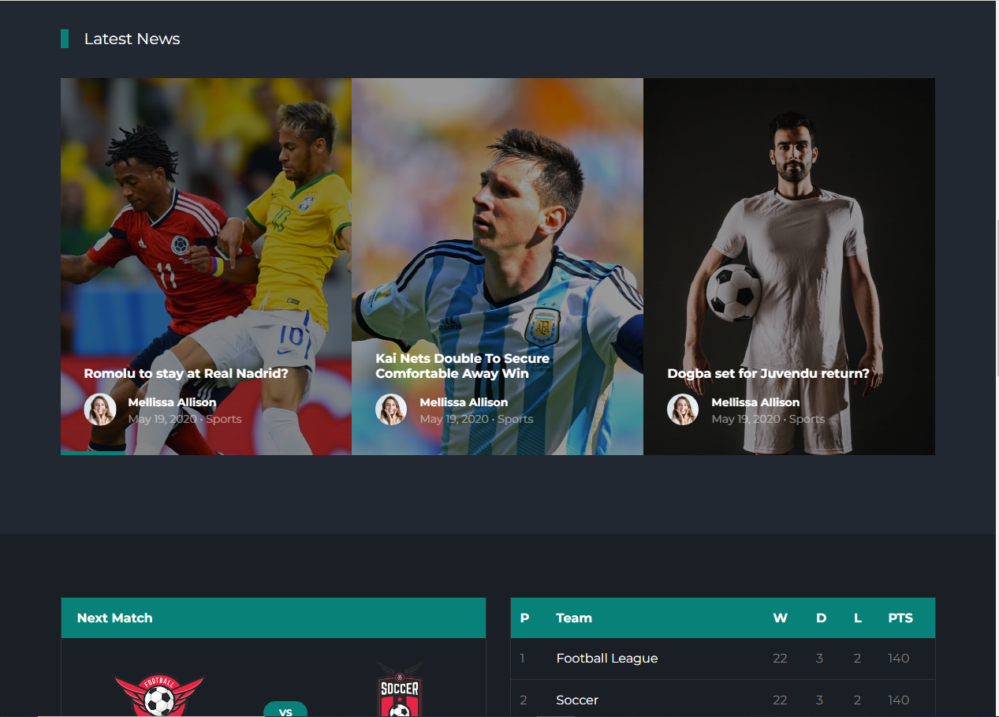 Latest News
11
10
10
Romolu to stay at Real Nadrid?
Mellissa Allison
May 19, 2020 • Sports
Kai Nets Double To Secure
Comfortable Away Win
Mellissa Allison
May 19, 2020 • Sports
Dogba set for Juvendu return?
Mellissa Allison
May 19, 2020 • Sports
Next Match
FOOTBALL
VS
SOCCER
P Team W D L PTS
1 Football League 22 3 2 140
2 Soccer 22 3 2 140